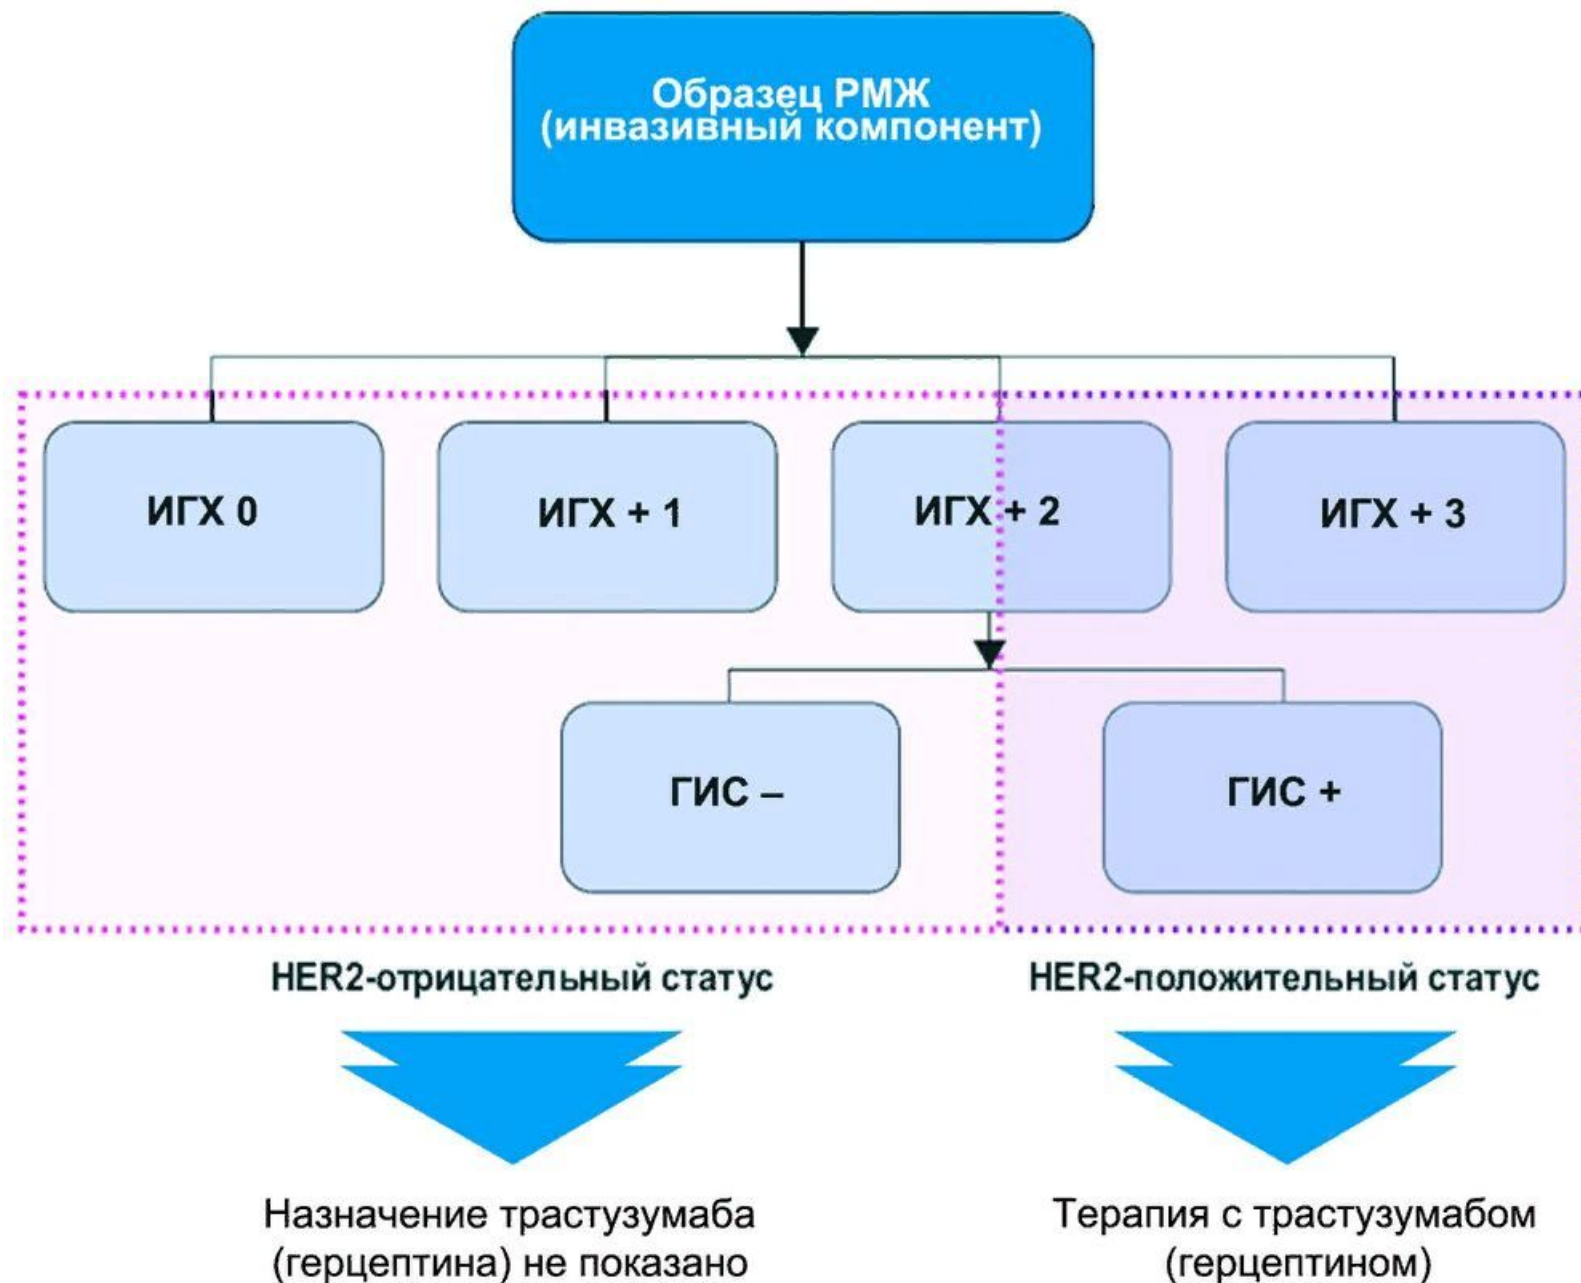 Образец РМЖ
(инвазивный компонент)
ИГХ 0
ИГХ + 1
ИГХ + 2
ИГХ + 3
ГИС –
ГИС +
HER2-отрицательный статус
HER2-положительный статус
Назначение трастузумаба
(герцептина) не показано
Терапия с трастузумабом
(герцептином)